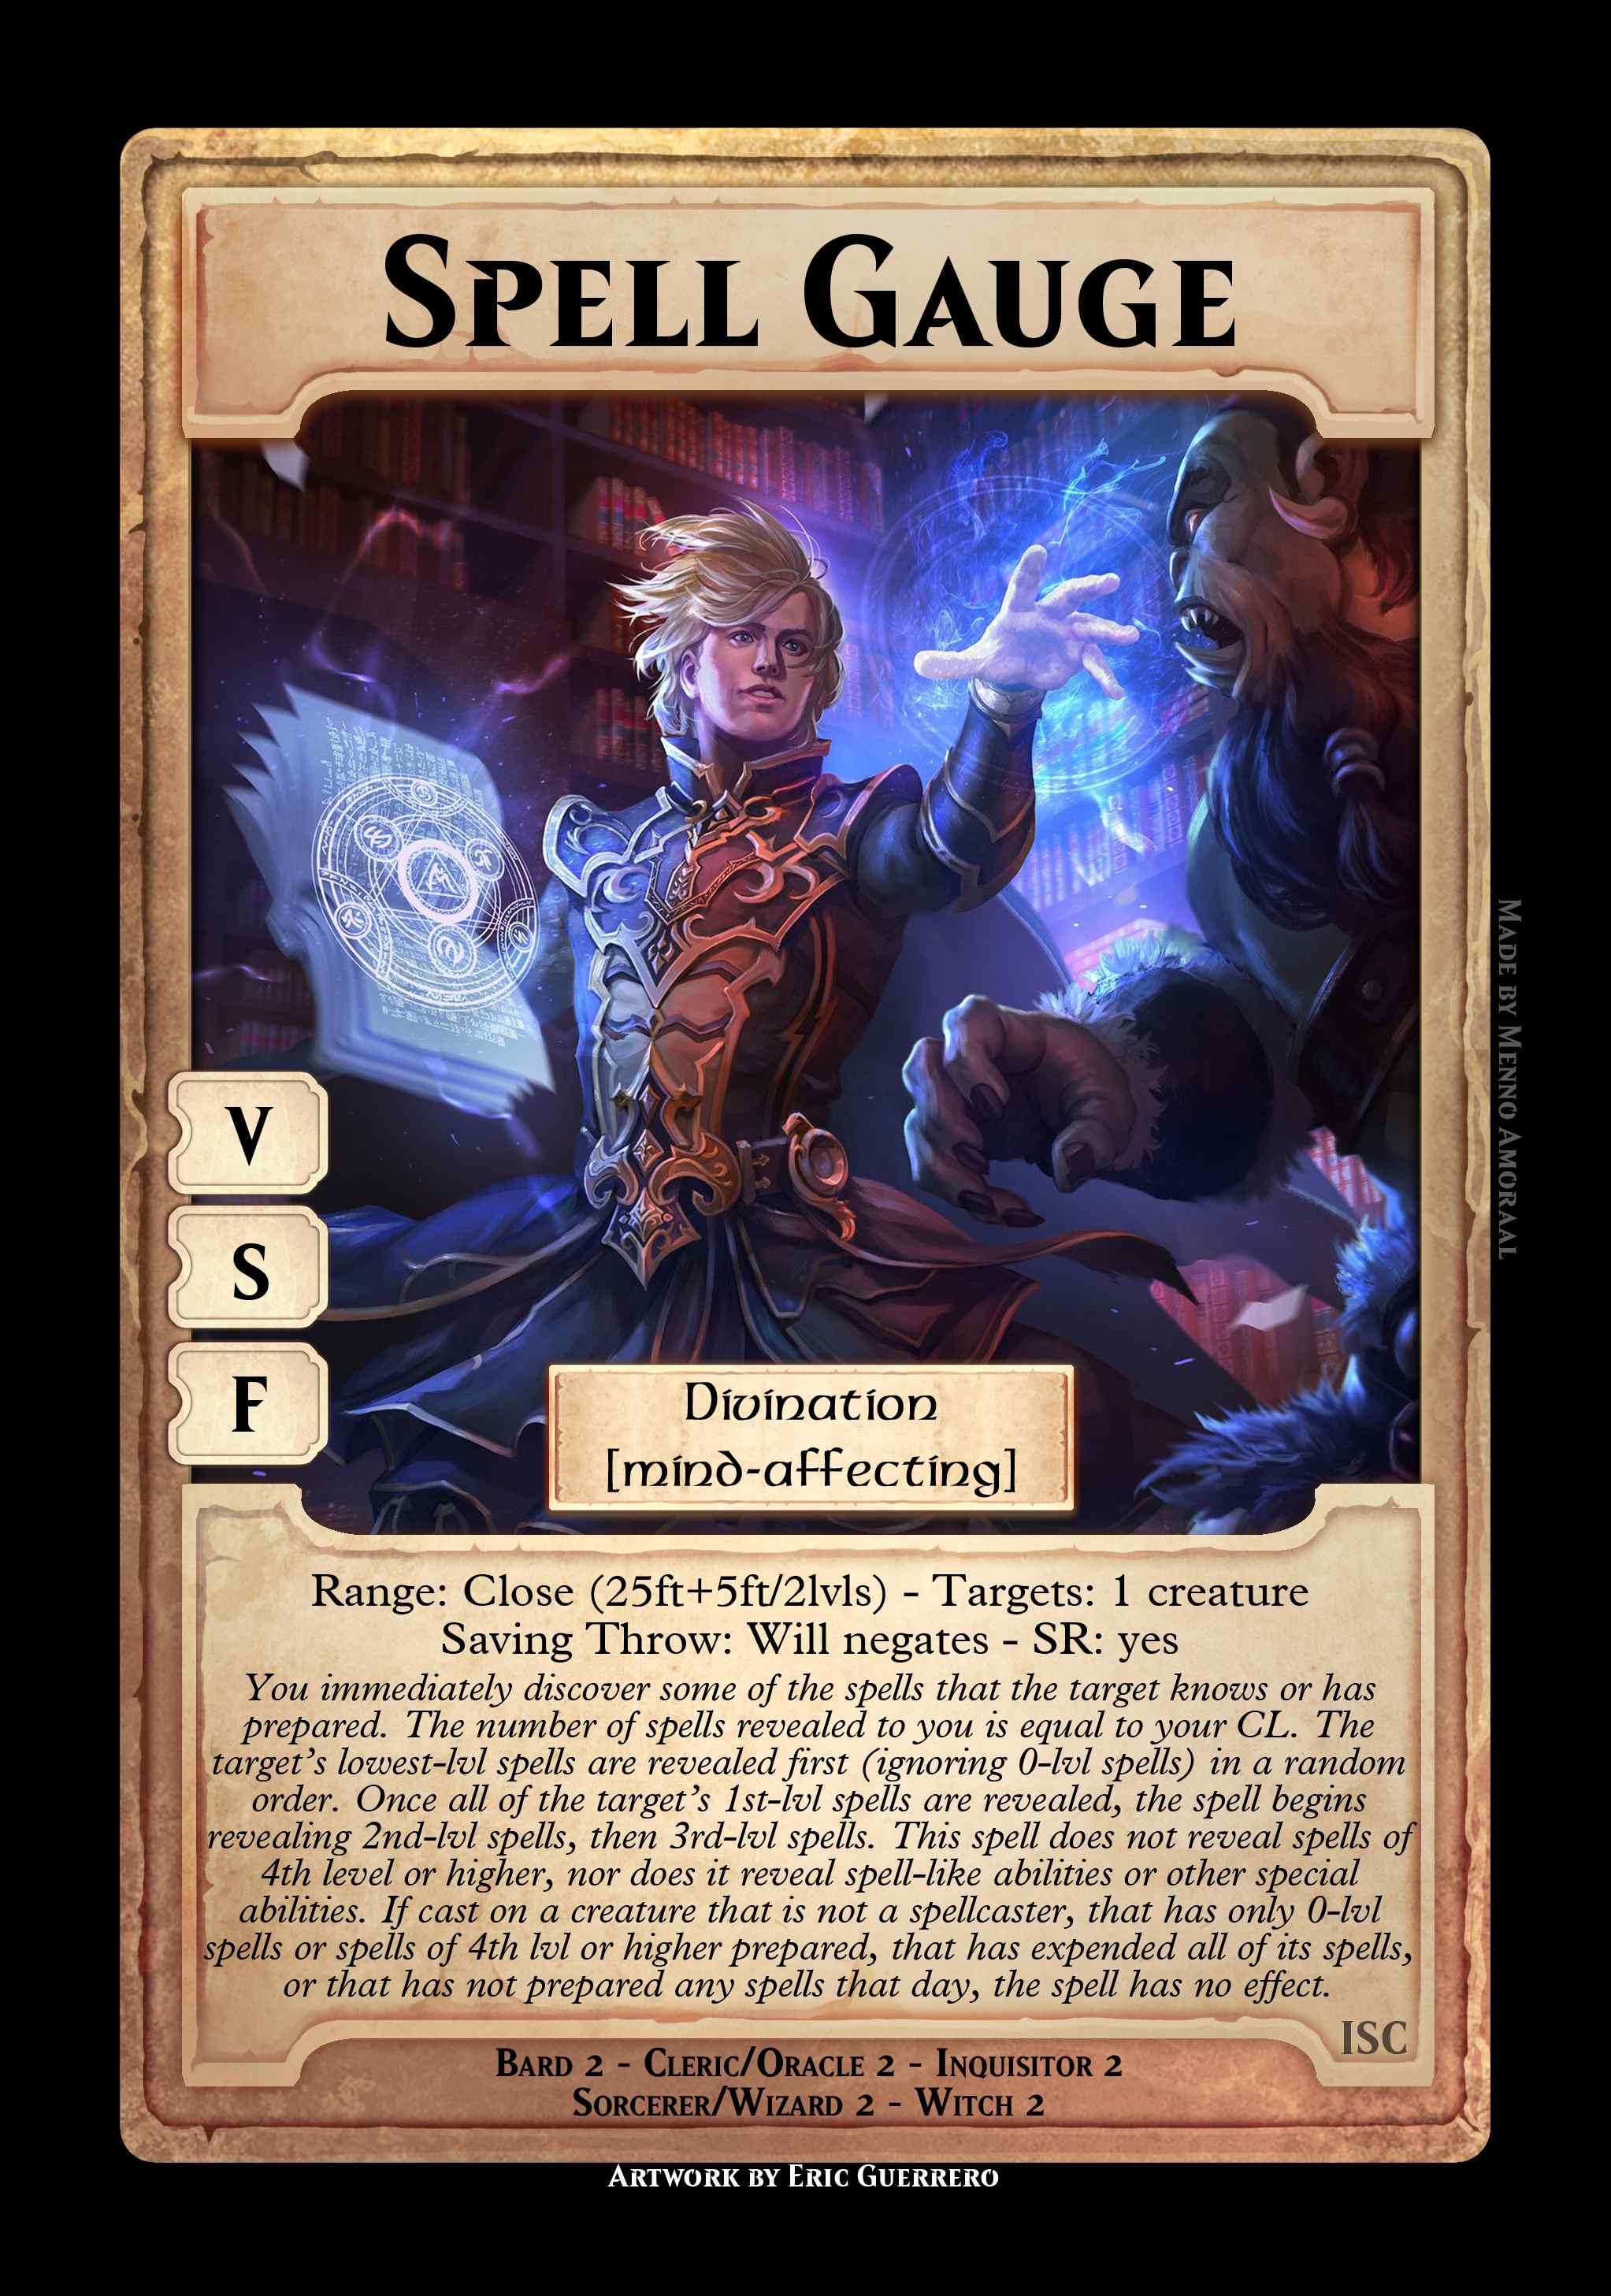 SPELL GAUGE
V
S
F
Divination
[mind-affecting]
Range: Close (25ft+5ft/2lvls) - Targets: 1 creature
Saving Throw: Will negates - SR: yes
You immediately discover some of the spells that the target knows or has
prepared. The number of spells revealed to you is equal to your CL. The
target's lowest-lvl spells are revealed first (ignoring 0-lvl spells) in a random
order. Once all of the target's 1st-lvl spells are revealed, the spell begins
revealing 2nd-lvl spells, then 3rd-lvl spells. This spell does not reveal spells of
4th level or higher, nor does it reveal spell-like abilities or other special
abilities. If cast on a creature that is not a spellcaster, that has only 0-lvl
spells or spells of 4th lvl or higher prepared, that has expended all of its spells,
or that has not prepared any spells that day, the spell has no effect.
ISC
BARD 2 - CLERIC/ORACLE 2 - INQUISITOR 2
SORCERER/WIZARD 2 - WITCH 2
ARTWORK BY ERIC GUERRERO
MADE BY MENNO AMORAAL